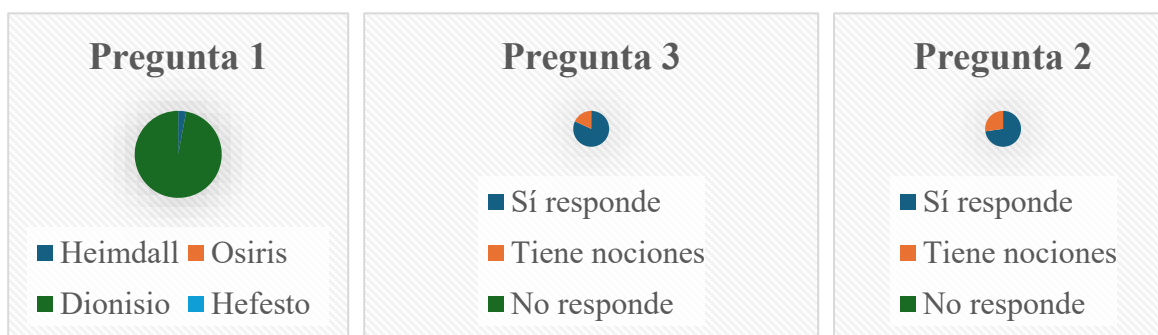 Pregunta 1
Heimdall Osiris
Dionisio Hefesto
Pregunta 3
Sí responde
Tiene nociones
No responde
Pregunta 2
Sí responde
Tiene nociones
No responde